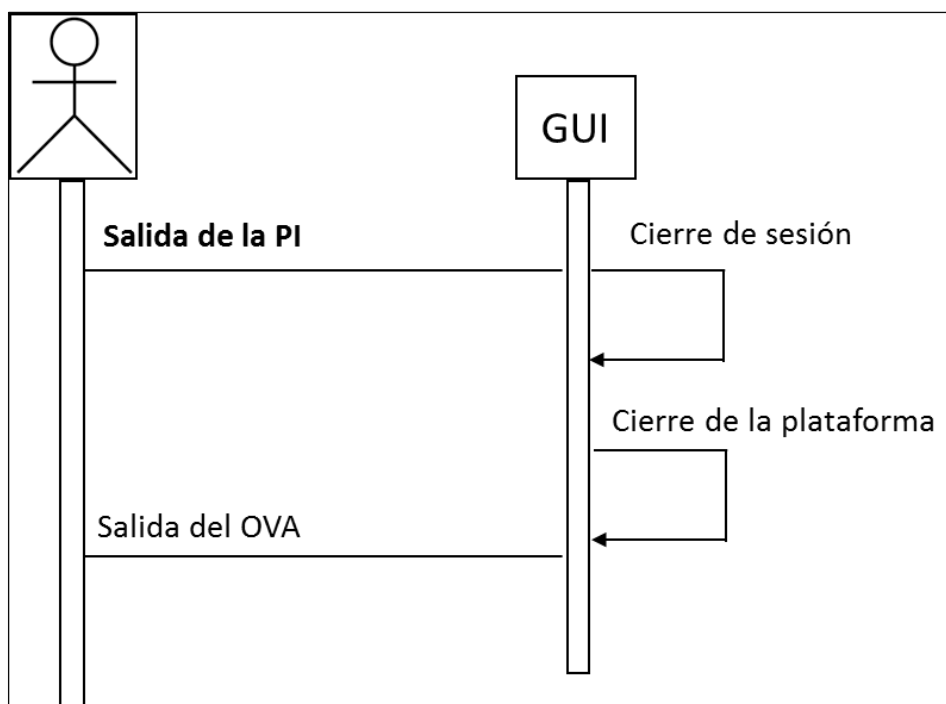 GUI
Salida de la PI
Cierre de sesión
Cierre de la plataforma
Salida del OVA